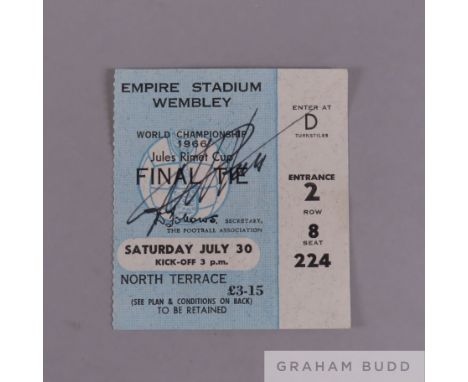 EMPIRE STADIUM
WEMBLEY
WORLD CHAMPIONSHIP
1966
Jules Rimet Cup
FINAL TIE
SECRETARY,
THE FOOTBALL ASSOCIATION
SATURDAY JULY 30
KICK-OFF 3 p.m.
NORTH TERRACE
£3-15
(SEE PLAN & CONDITIONS ON BACK)
TO BE RETAINED
ENTER AT
D
TURNSTILES
ENTRANCE
2
ROW
8
SEAT
224
GRAHAM BUDD